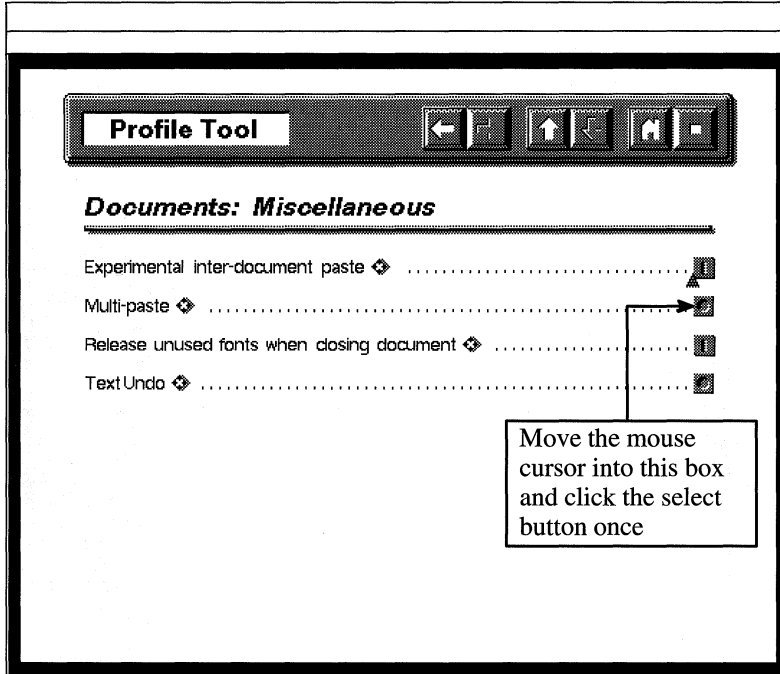 Profile Tool
Documents: Miscellaneous
Experimental inter-document paste
Multi-paste
Release unused fonts when closing document
Text Undo
Move the mouse
cursor into this box
and click the select
button once